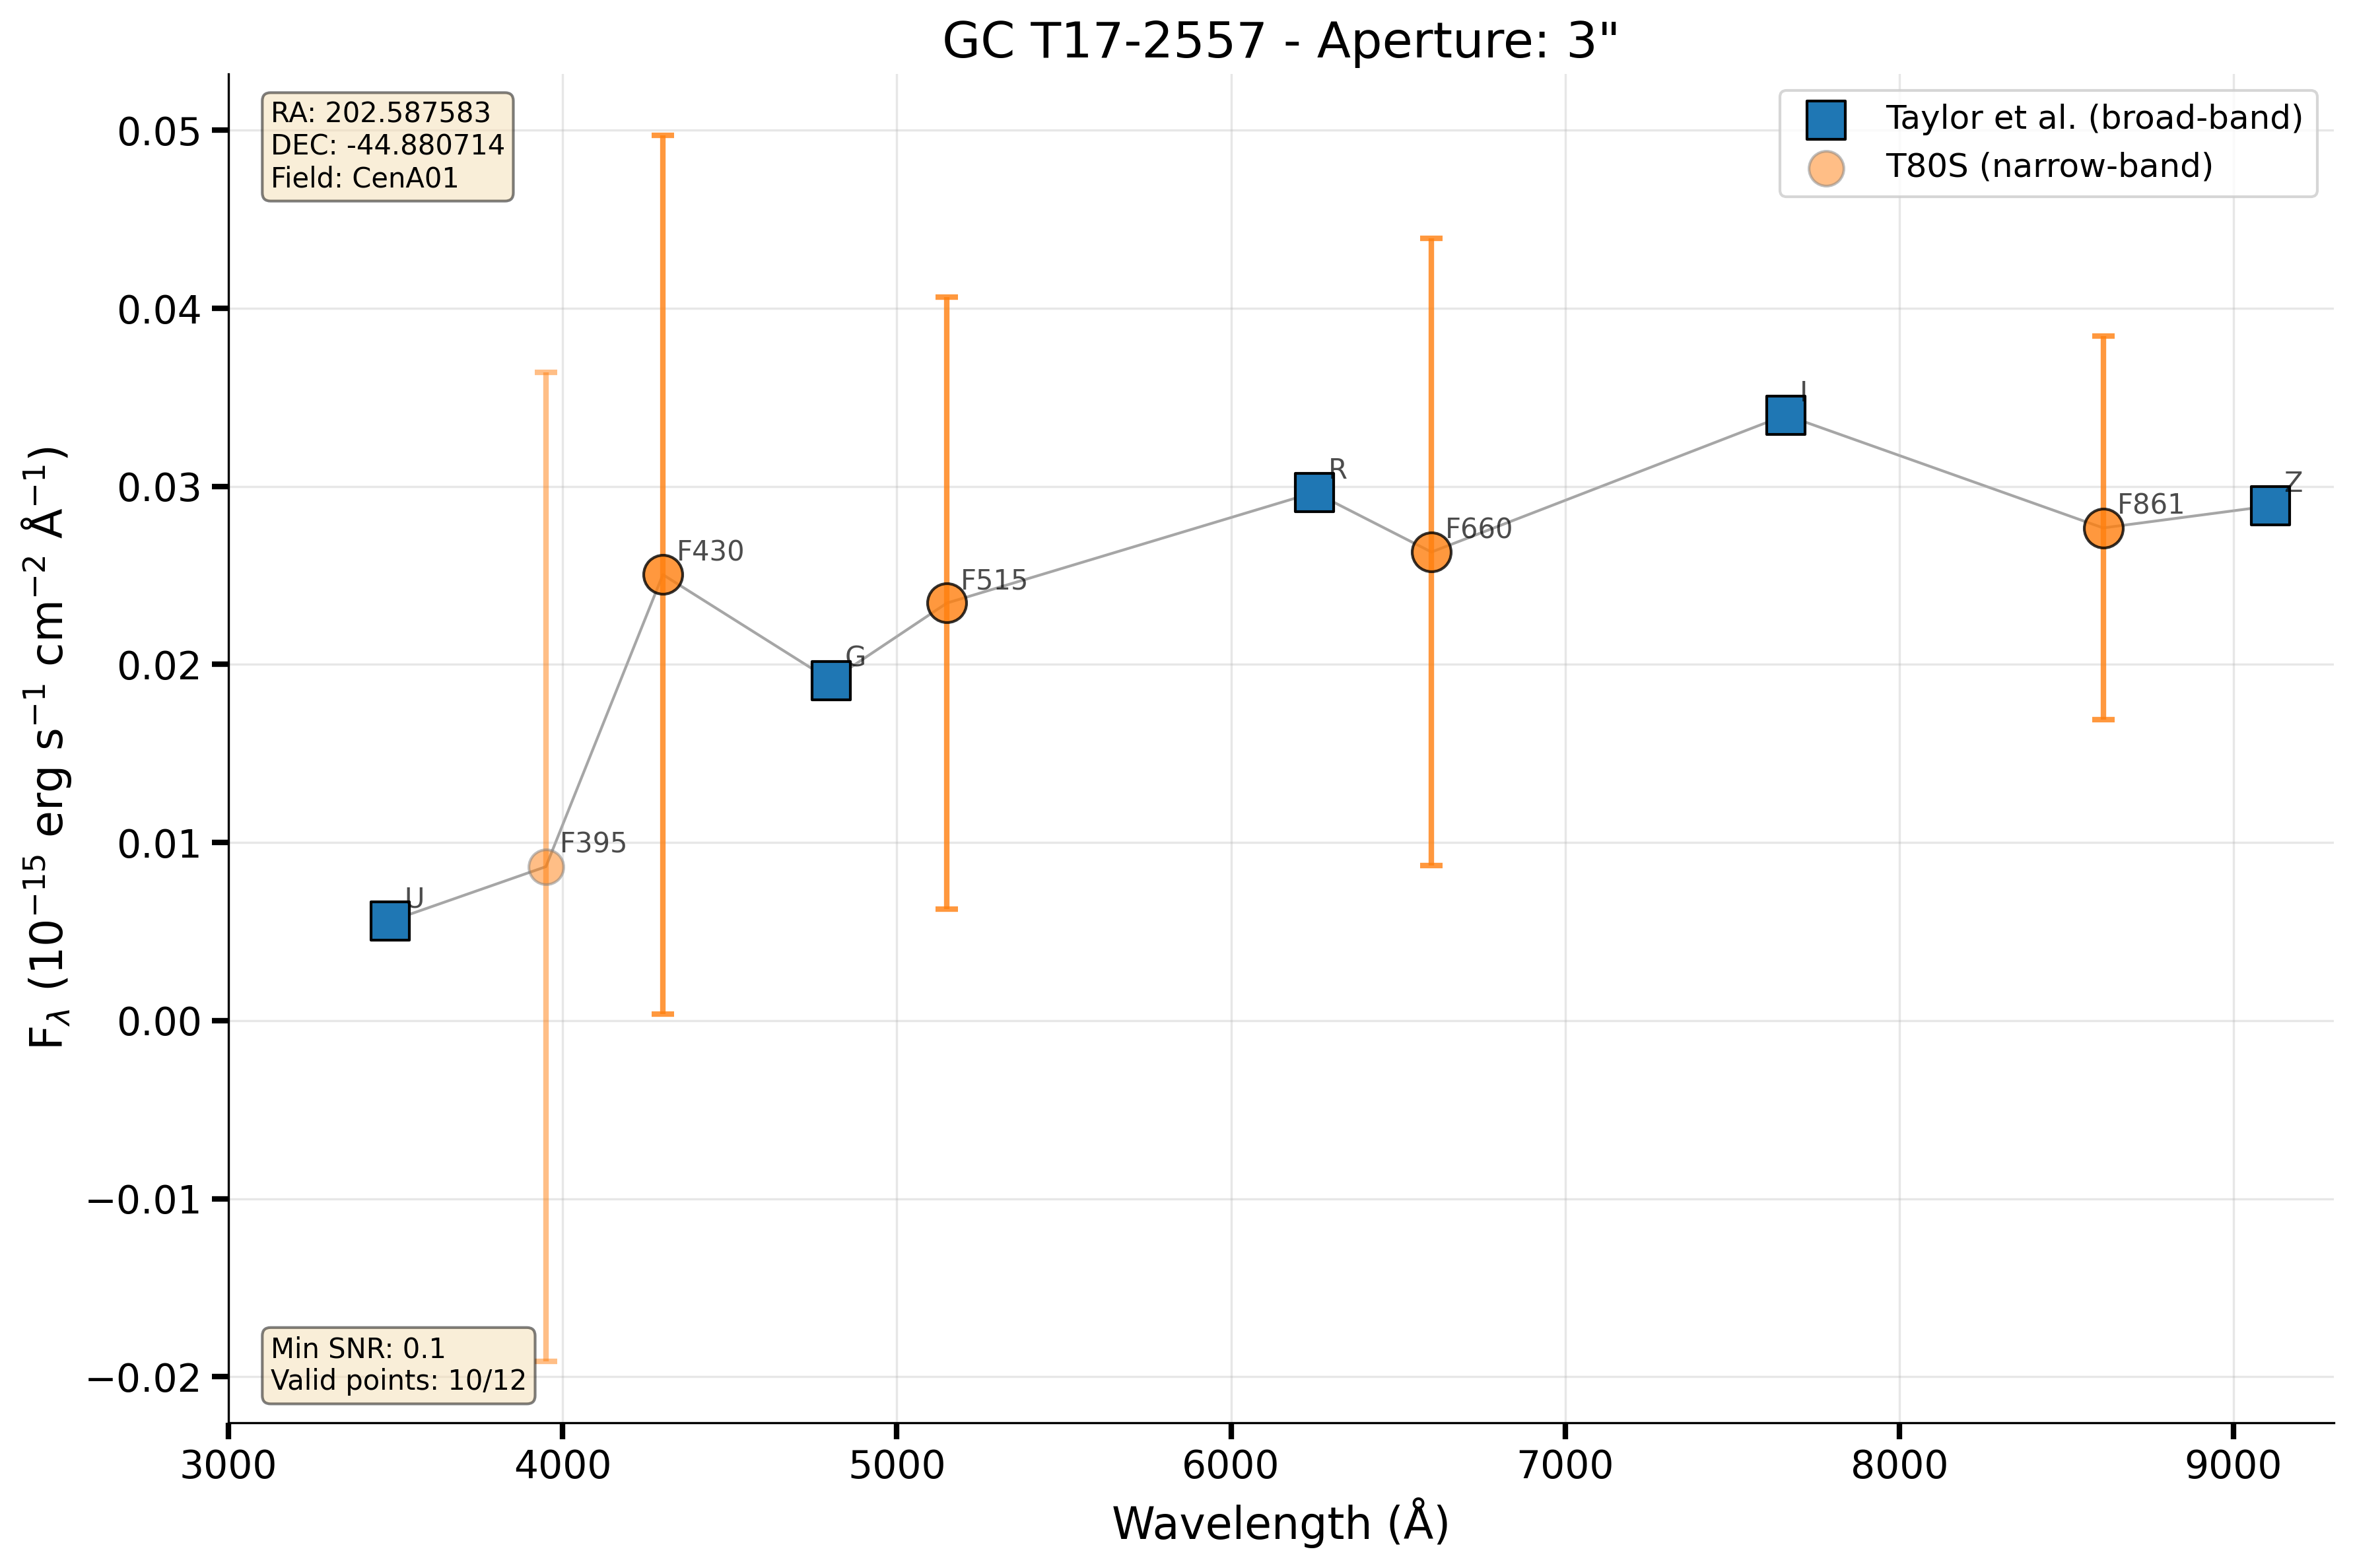 GC T17-2557 - Aperture: 3"
RA: 202.587583
DEC: -44.880714
Field: CenA01
Taylor et al. (broad-band)
T80S (narrow-band)
0.05
0.04
0.03
0.02
0.01
0.00
−0.01
−0.02
F$_{λ}$ (10$^{−15}$ erg s$^{−1}$ cm$^{−2}$ Å$^{−1}$)
U
F395
F430
G
F515
R
F660
I
F861
Z
Min SNR: 0.1
Valid points: 10/12
3000 4000 5000 6000 7000 8000 9000
Wavelength (Å)